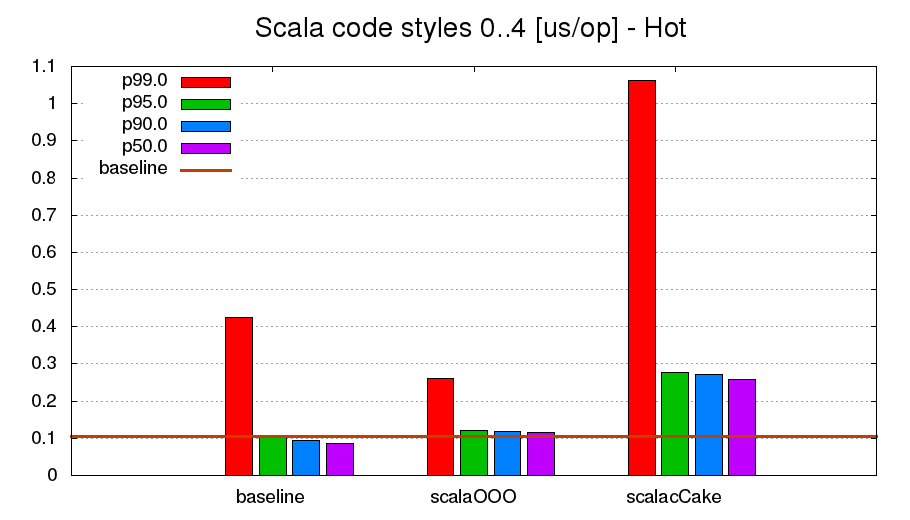 Scala code styles 0..4 [us/op] - Hot
1.1
1
0.9
0.8
0.7
0.6
0.5
0.4
0.3
0.2
0.1
0
p99.0
p95.0
p90.0
p50.0
baseline
baseline
scalaOOO
scalacCake